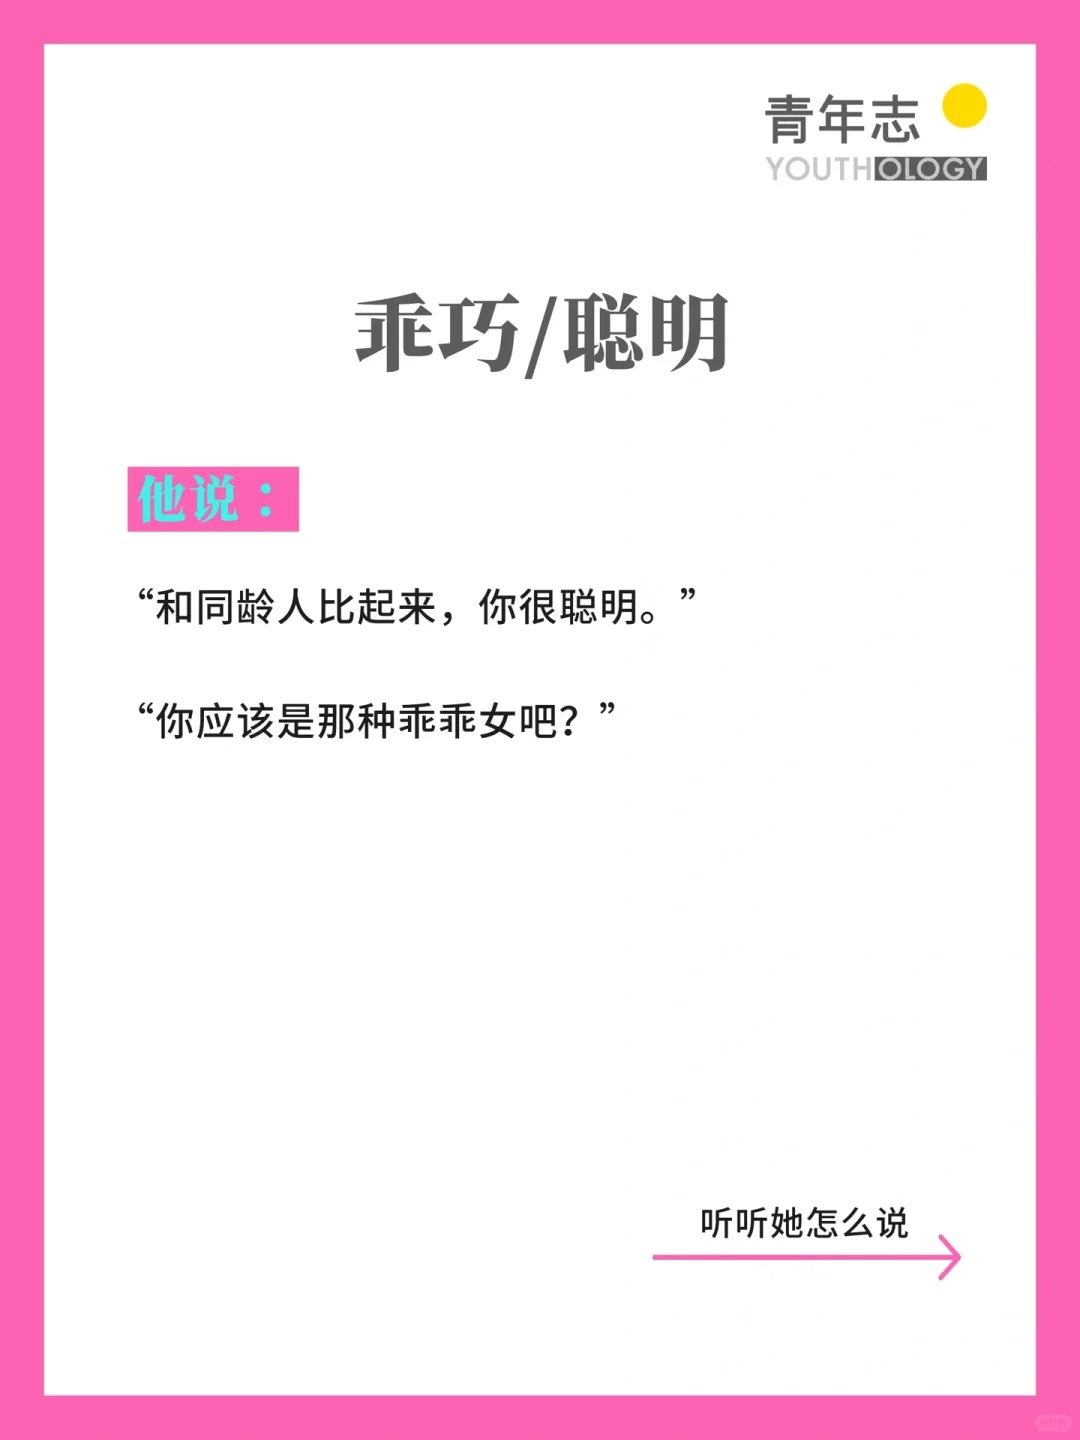 青年志
YOUTHOLOGY
乖巧/聪明
他说：
“和同龄人比起来，你很聪明。”
“你应该是那种乖乖女吧？”
听听她怎么说